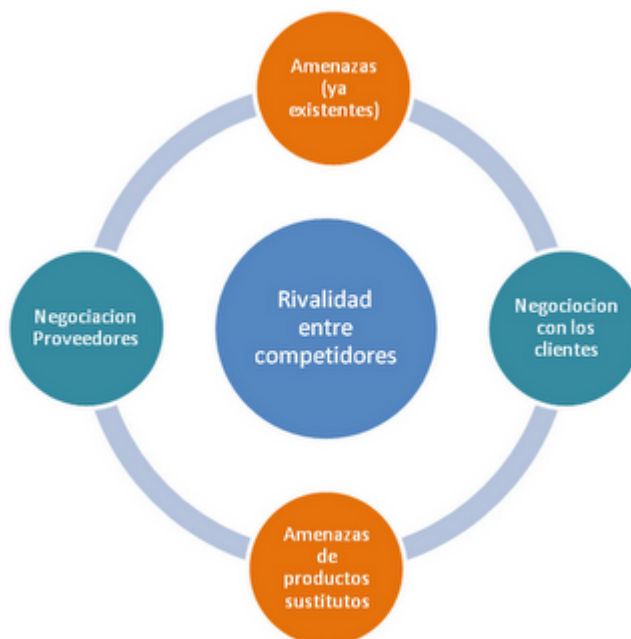 Amenazas
(ya
existentes)
Negociacion
Proveedores
Rivalidad
entre
competidores
Negociocion
con los
clientes
Amenazas
de
productos
sustitutos